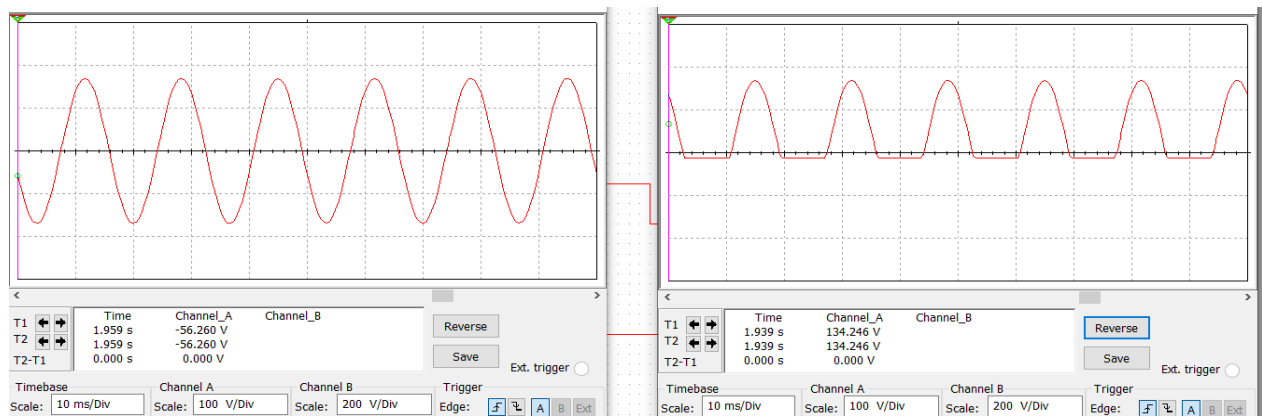 Time Channel_A Channel_B
T1 1.959 s -56.260 V
T2 1.959 s -56.260 V
T2-T1 0.000 s 0.000 V
Reverse
Save
Ext. trigger
Timebase
Scale: 10 ms/Div
Channel A
Scale: 100 V/Div
Channel B
Scale: 200 V/Div
Trigger
Edge: A B Ext
Time Channel_A Channel_B
T1 1.939 s 134.246 V
T2 1.939 s 134.246 V
T2-T1 0.000 s 0.000 V
Reverse
Save
Ext. trigger
Timebase
Scale: 10 ms/Div
Channel A
Scale: 100 V/Div
Channel B
Scale: 200 V/Div
Trigger
Edge: A B Ext